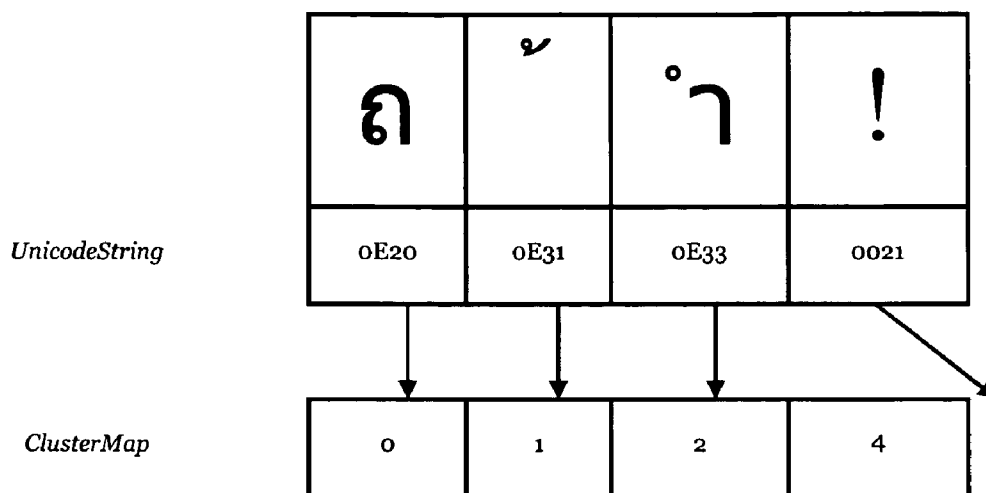 ถ ้ ำ !
UnicodeString 0E20 0E31 0E33 0021
ClusterMap 0 1 2 4